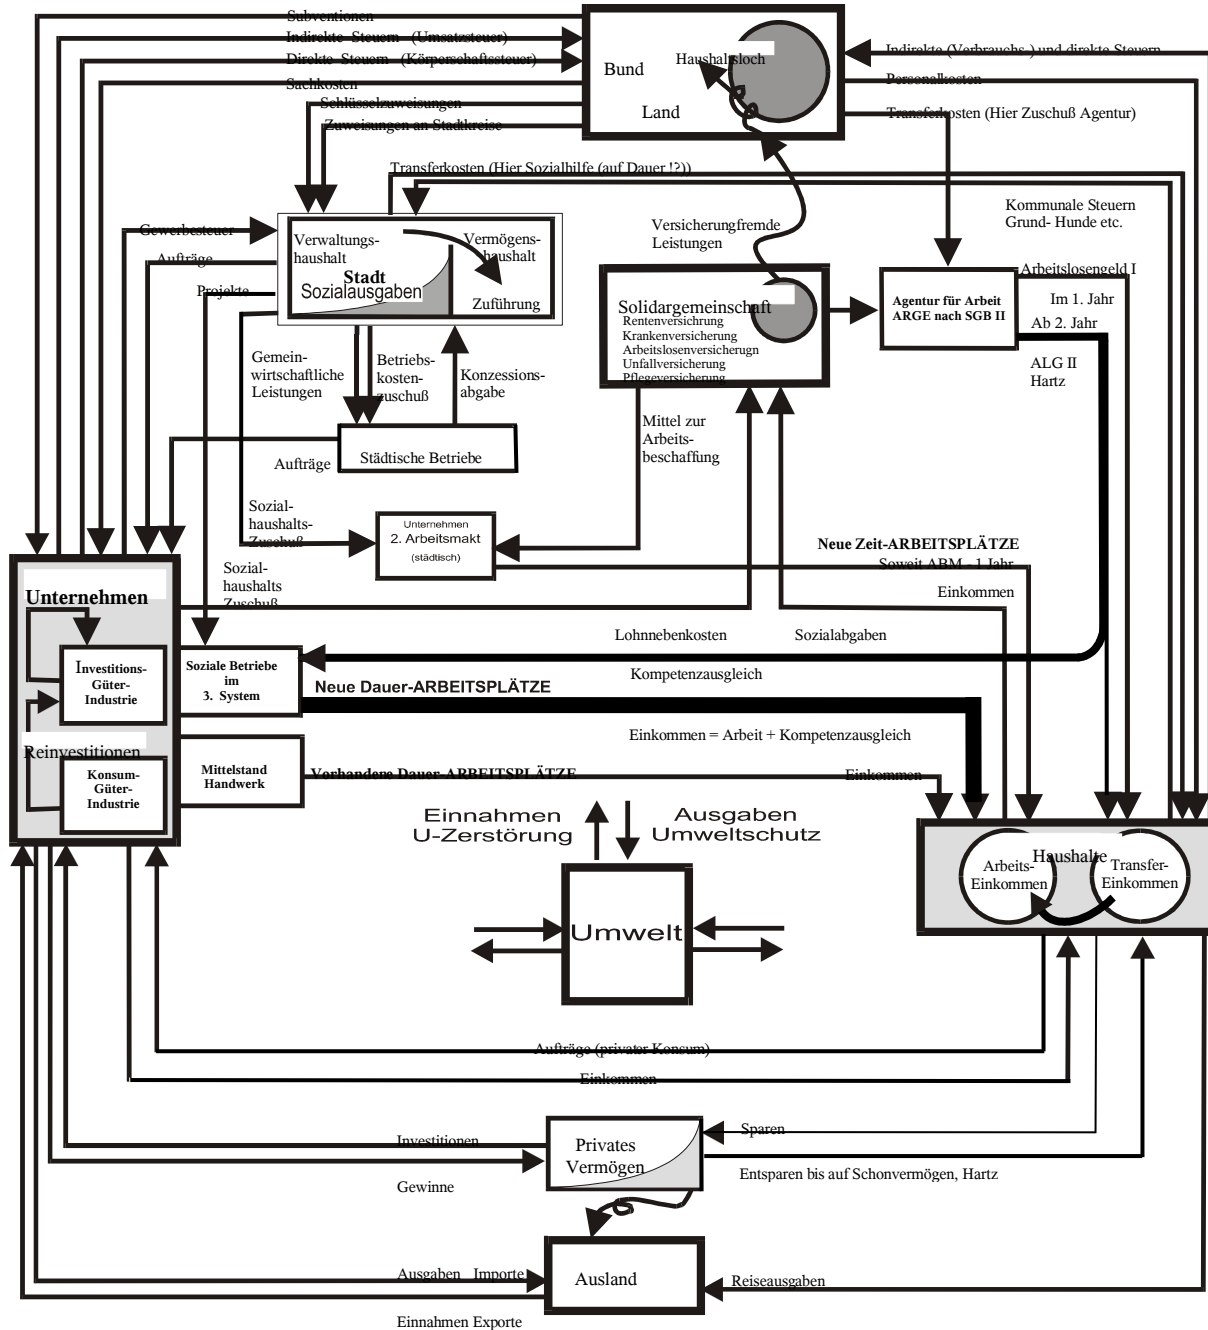 Subventionen
Indirekte Steuern (Umsatzsteuer)
Direkte Steuern (Körperschaftssteuer)
Sachkosten
Schlüsselzuweisungen
Zuweisungen an Stadtkreise
Haushaltsloch
Bund
Land
Indirekte (Verbrauchs-) und direkte Steuern
Personalkosten
Transferkosten (Hier Zuschuß Agentur)
Transferkosten (Hier Sozialhilfe (auf Dauer !?))
Kommunale Steuern
Grund- Hunde etc.
Versicherungfremde
Leistungen
Gewerbesteuer
Aufträge
Projekte
Verwaltungs-
haushalt
Vermögens-
haushalt
Stadt
Sozialausgaben
Zuführung
Solidargemeinschaft
Rentenversichrung
Krankenversicherung
Arbeitslosenversicherugn
Unfallversicherung
Pflegeversicherung
Agentur für Arbeit
ARGE nach SGB II
Arbeitslosengeld I
Im 1. Jahr
Ab 2. Jahr
ALG II
Hartz
Gemein-
wirtschaftliche
Leistungen
Betriebs-
kosten-
zuschuß
Konzessions-
abgabe
Mittel zur
Arbeits-
beschaffung
Aufträge
Städtische Betriebe
Sozial-
haushalts-
Zuschuß
Unternehmen
2. Arbeitsmakt
(städtisch)
Neue Zeit-ARBEITSPLÄTZE
Soweit ABM - 1 Jahr
Einkommen
Sozial-
haushalts
Zuschuß
Unternehmen
Lohnnebenkosten
Sozialabgaben
Investitions-
Güter-
Industrie
Soziale Betriebe
im
3. System
Kompetenzausgleich
Neue Dauer-ARBEITSPLÄTZE
Einkommen = Arbeit + Kompetenzausgleich
Reinvestitionen
Konsum-
Güter-
Industrie
Mittelstand
Handwerk
Vorhandene Dauer-ARBEITSPLÄTZE
Einkommen
Einnahmen
U-Zerstörung
Ausgaben
Umweltschutz
Haushalte
Arbeits-
Einkommen
Transfer-
Einkommen
Umwelt
Aufträge (privater Konsum)
Einkommen
Investitionen
Gewinne
Privates
Vermögen
Sparen
Entsparen bis auf Schonvermögen, Hartz
Ausgaben Importe
Ausland
Reiseausgaben
Einnahmen Exporte